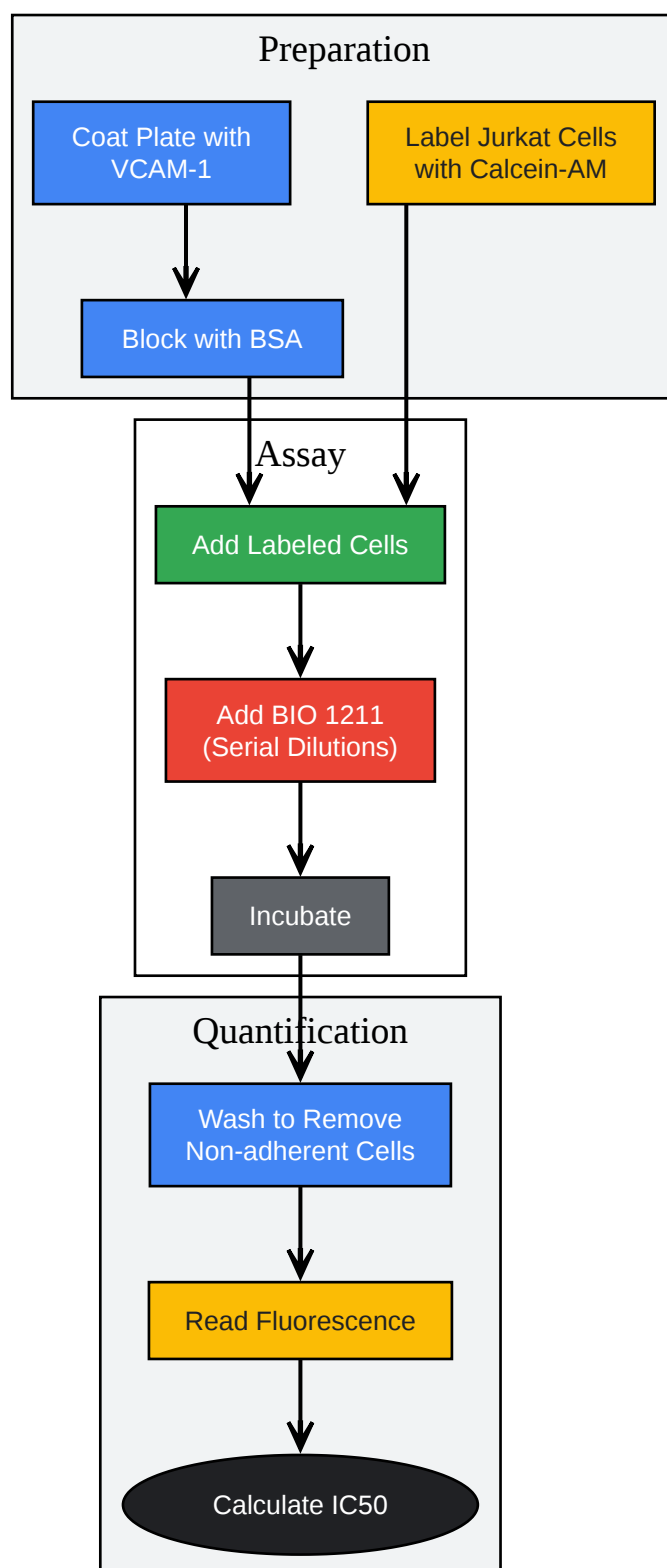 Preparation
Coat Plate with
VCAM-1
Label Jurkat Cells
with Calcein-AM
Block with BSA
Assay
Add Labeled Cells
Add BIO 1211
(Serial Dilutions)
Incubate
Quantification
Wash to Remove
Non-adherent Cells
Read Fluorescence
Calculate IC50